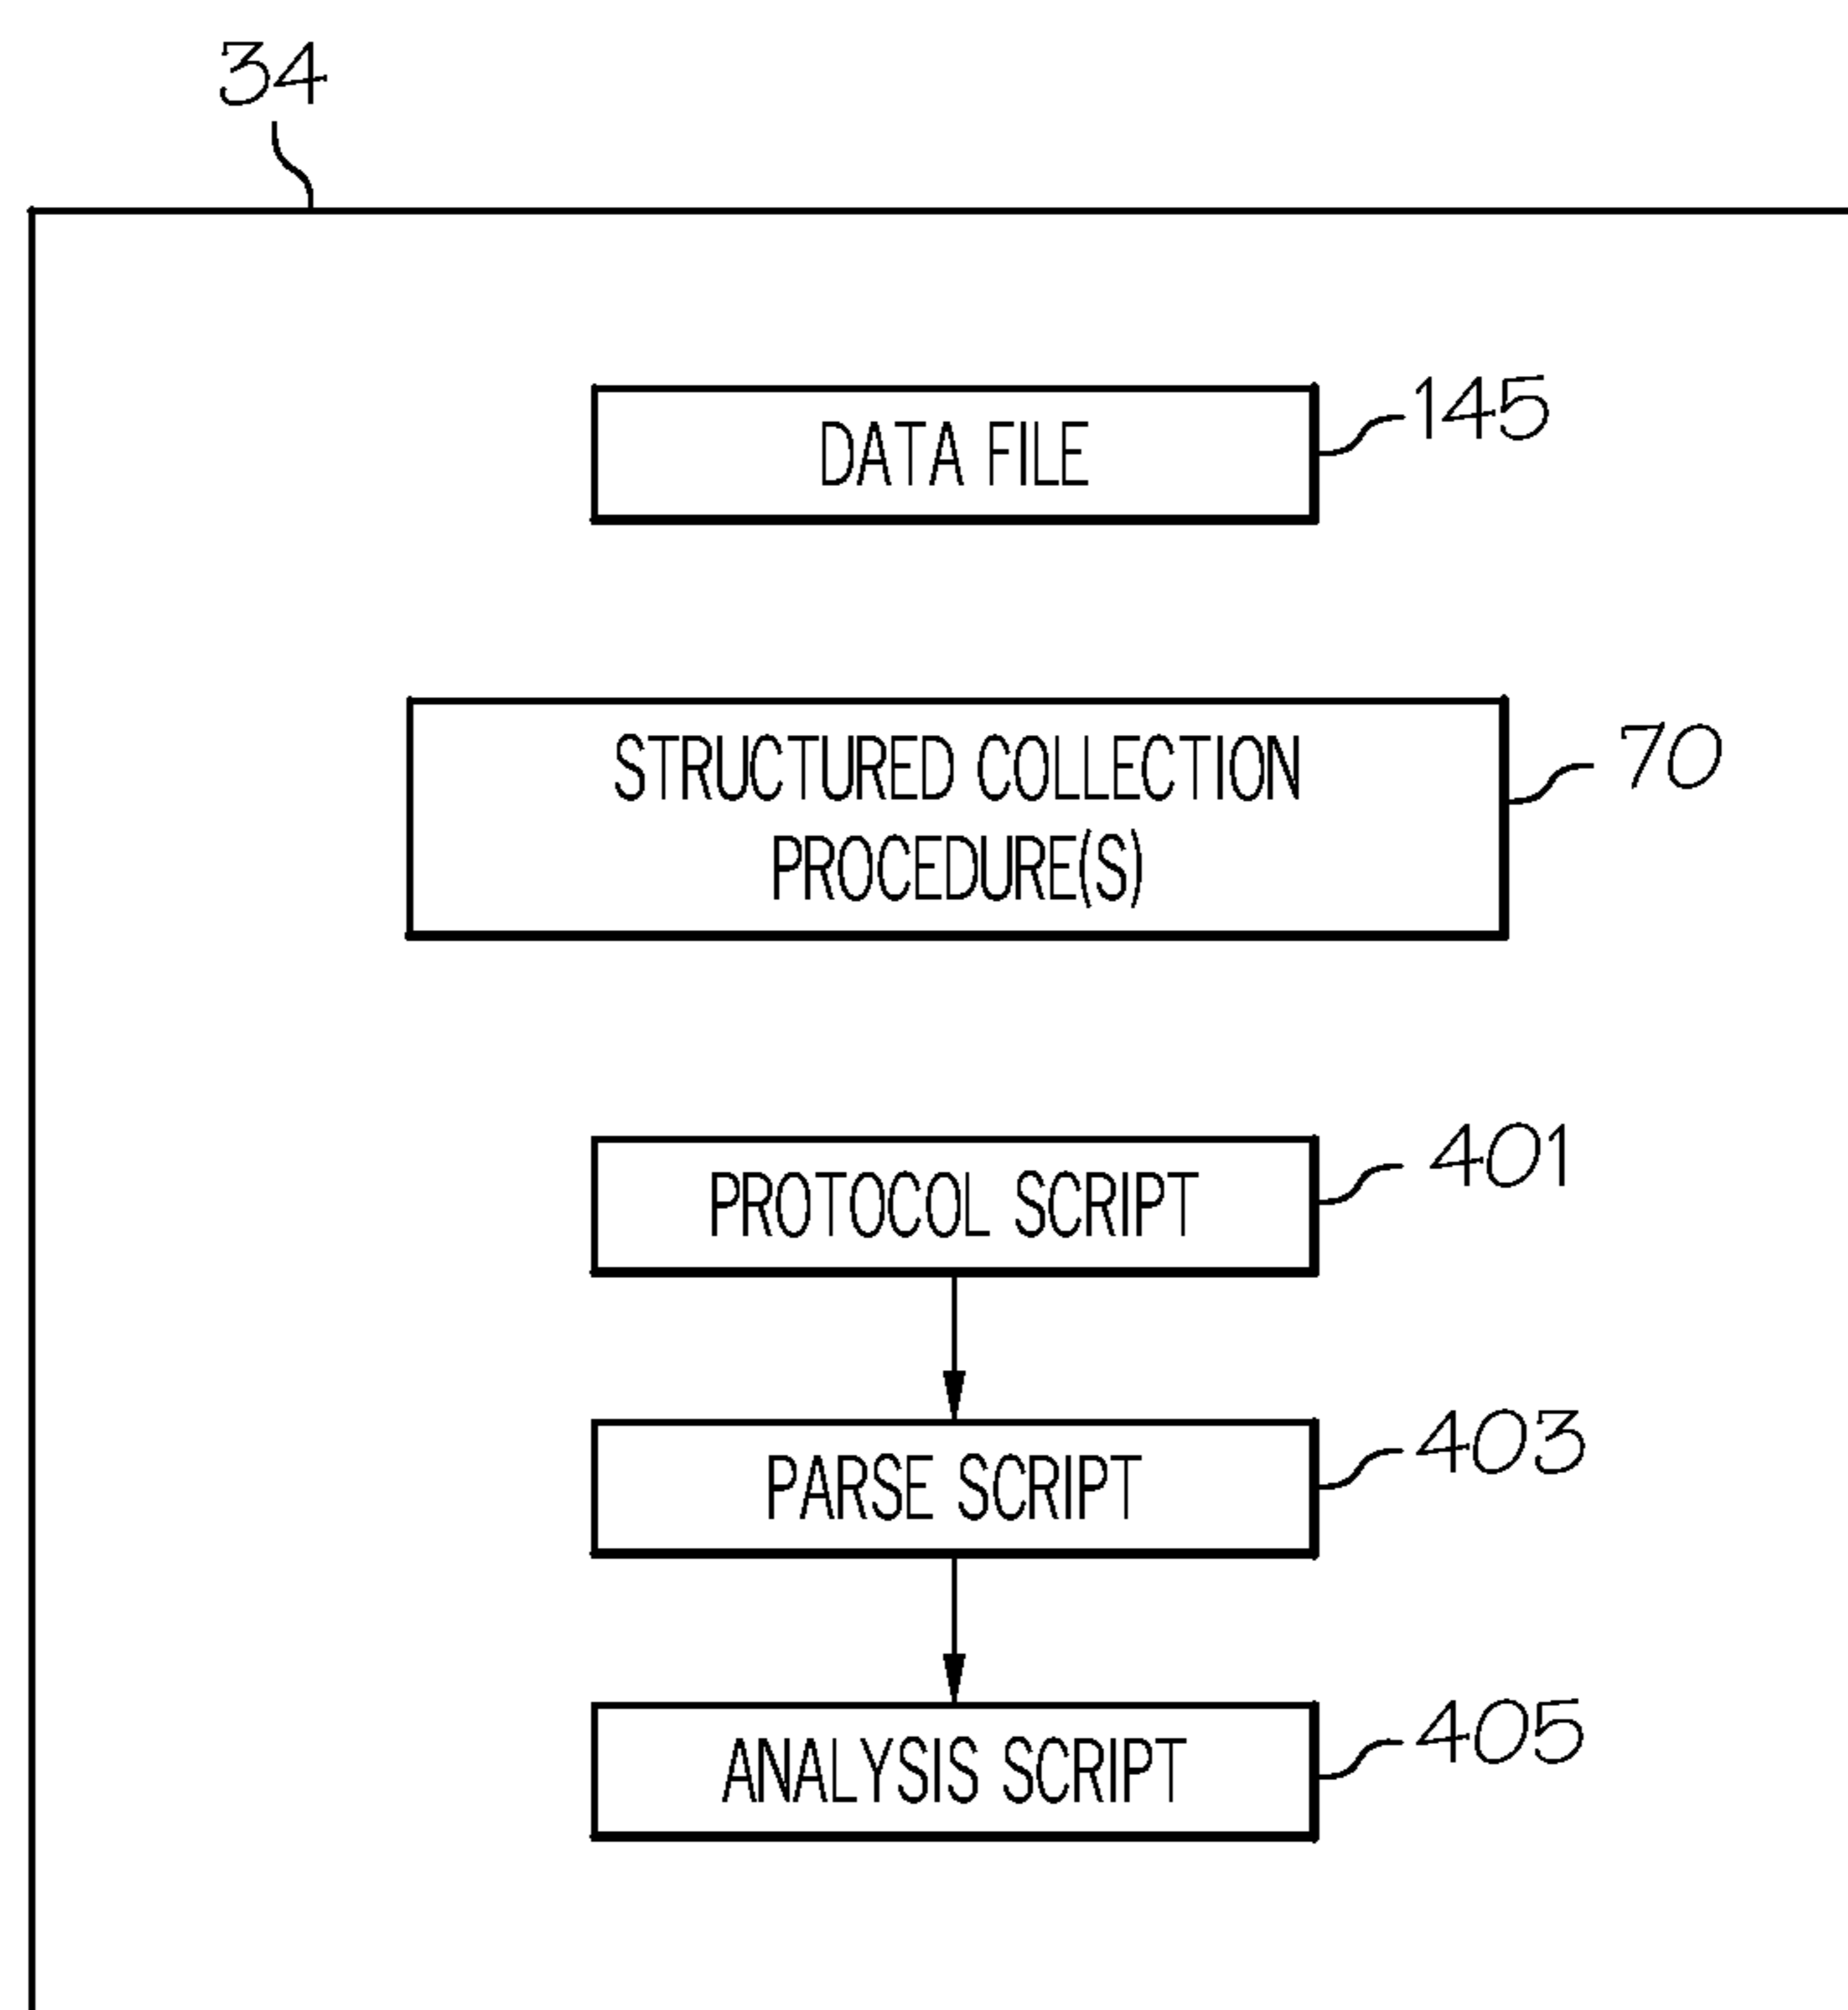 34
DATA FILE
145
STRUCTURED COLLECTION
PROCEDURE(S)
70
PROTOCOL SCRIPT
401
PARSE SCRIPT
403
ANALYSIS SCRIPT
405